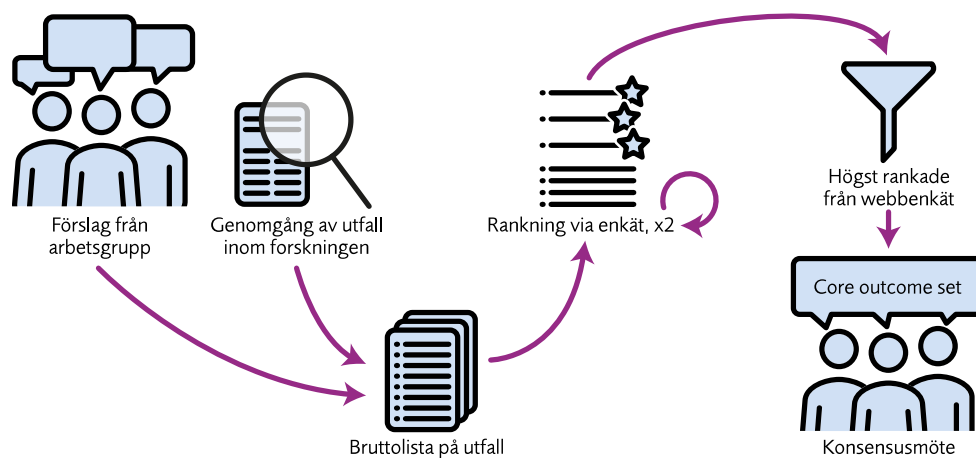 Förslag från
arbetsgrupp
Genomgång av utfall
inom forskningen
Bruttolista på utfall
Rankning via enkät, x2
Högst rankade
från webbenkät
Core outcome set
Konsensusmöte